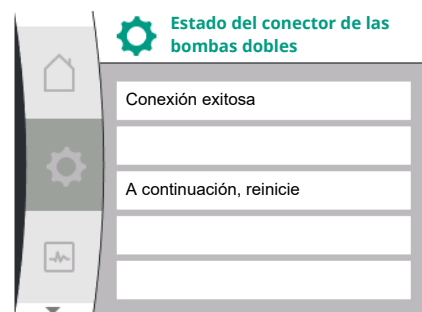 Estado del conector de las
bombas dobles
Conexión exitosa
A continuación, reinicie